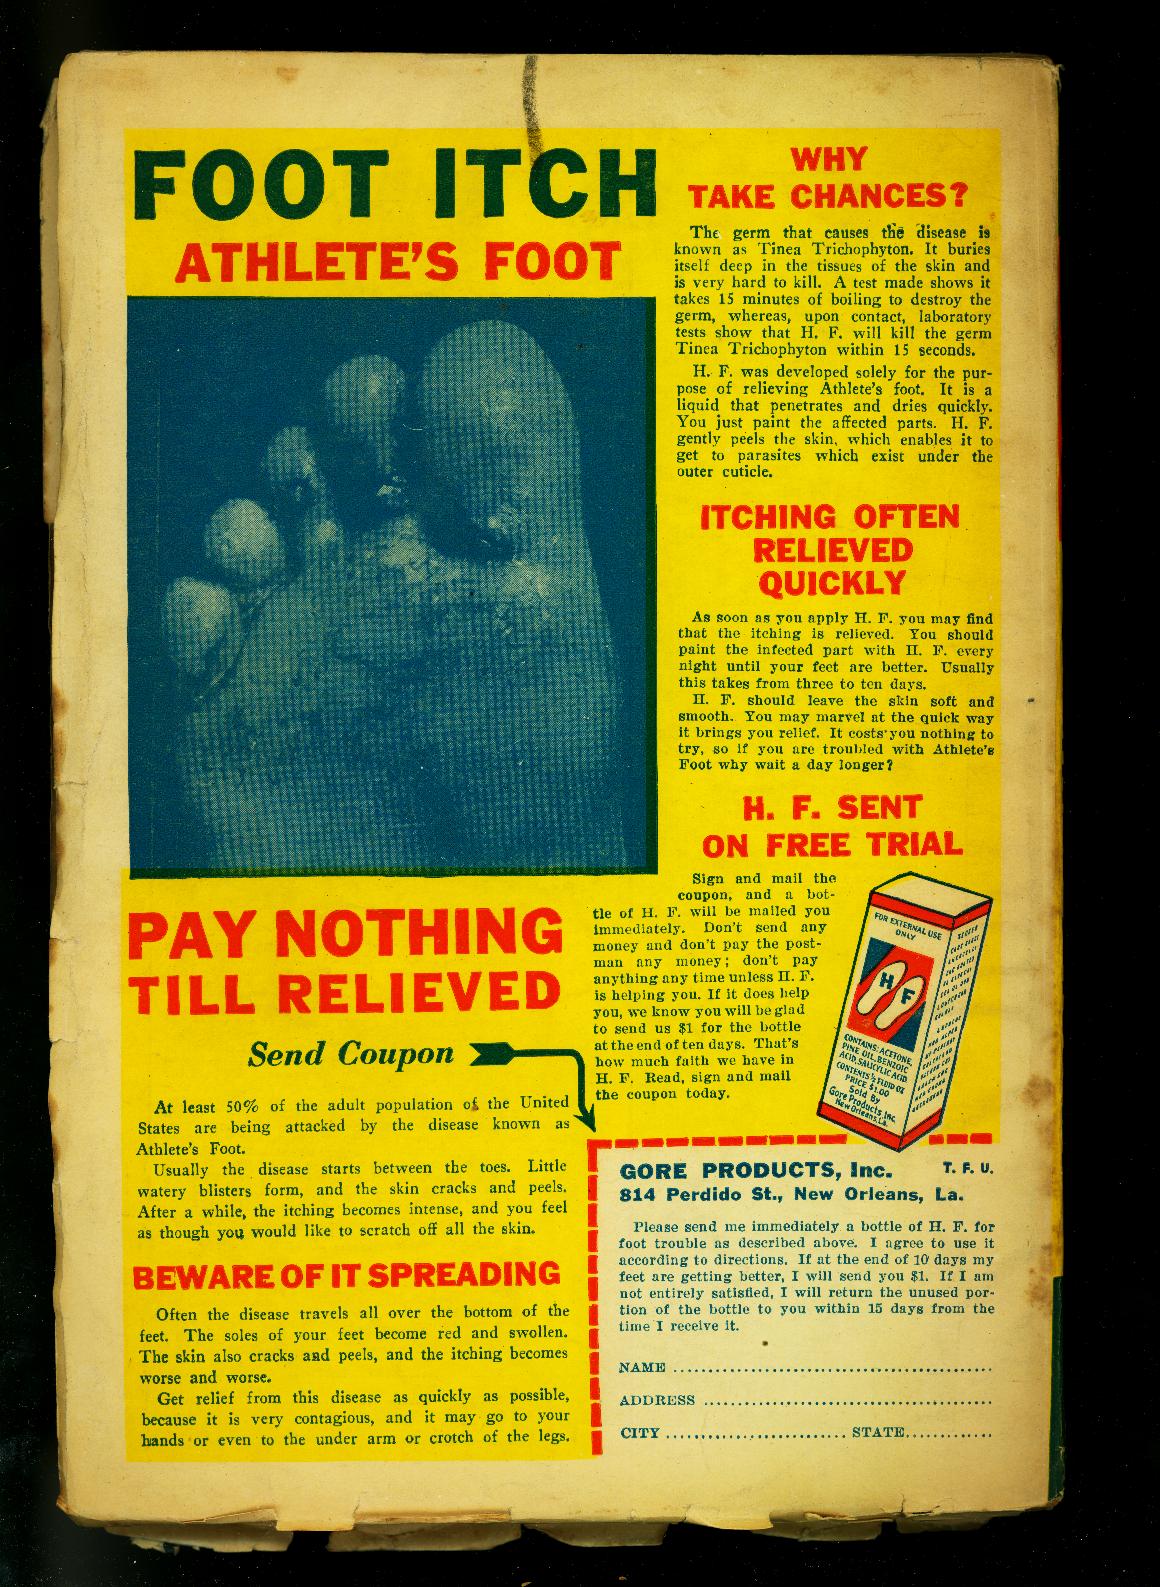 FOOT ITCH
ATHLETE'S FOOT
PAY NOTHING
TILL RELIEVED
Send Coupon
At least 50% of the adult population of the United
States are being attacked by the disease known as
Athlete's Foot.
Usually the disease starts between the toes. Little
watery blisters form, and the skin cracks and peels.
After a while, the itching becomes intense, and you feel
as though you would like to scratch off all the skin.
BEWARE OF IT SPREADING
Often the disease travels all over the bottom of the
feet. The soles of your feet become red and swollen.
The skin also cracks and peels, and the itching becomes
worse and worse.
Get relief from this disease as quickly as possible,
because it is very contagious, and it may go to your
hands or even to the under arm or crotch of the legs.
WHY
TAKE CHANCES?
The germ that causes the disease is
known as Tinea Trichophyton. It buries
itself deep in the tissues of the skin and
is very hard to kill. A test made shows it
takes 15 minutes of boiling to destroy the
germ, whereas, upon contact, laboratory
tests show that H. F. will kill the germ
Tinea Trichophyton within 15 seconds.
H. F. was developed solely for the pur-
pose of relieving Athlete's foot. It is a
liquid that penetrates and dries quickly.
You just paint the affected parts. H. F.
gently peels the skin, which enables it to
get to parasites which exist under the
outer cuticle.
ITCHING OFTEN
RELIEVED
QUICKLY
As soon as you apply H. F. you may find
that the itching is relieved. You should
paint the infected part with H. F. every
night until your feet are better. Usually
this takes from three to ten days.
H. F. should leave the skin soft and
smooth. You may marvel at the quick way
it brings you relief. It costs you nothing to
try, so if you are troubled with Athlete's
Foot why wait a day longer?
H. F. SENT
ON FREE TRIAL
Sign and mail the
coupon, and a bot-
tle of H. F. will be mailed you
immediately. Don't send any
money and don't pay the post-
man any money; don't pay
anything any time unless H. F.
is helping you. If it does help
you, we know you will be glad
to send us $1 for the bottle
at the end of ten days. That's
how much faith we have in
H. F. Read, sign and mail
the coupon today.
FOR EXTERNAL USE
ONLY
H F
CONTAINS: ACETONE,
PINE OIL, BENZOIC
ACID, SALICYLIC ACID
CONTENTS ½ FLUID OZ
PRICE $1.00
Sold By
Gore Products, Inc.
New Orleans, La.
GORE PRODUCTS, Inc. T. F. U.
814 Perdido St., New Orleans, La.
Please send me immediately a bottle of H. F. for
foot trouble as described above. I agree to use it
according to directions. If at the end of 10 days my
feet are getting better, I will send you $1. If I am
not entirely satisfied, I will return the unused por-
tion of the bottle to you within 15 days from the
time I receive it.
NAME
ADDRESS
CITY STATE